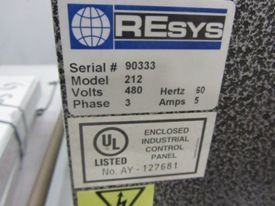 RESYS
Serial # 90333
Model 212
Volts 480 Hertz 60
Phase 3 Amps 5
UL
LISTED
ENCLOSED
INDUSTRIAL
CONTROL
PANEL
No. AY - 127681